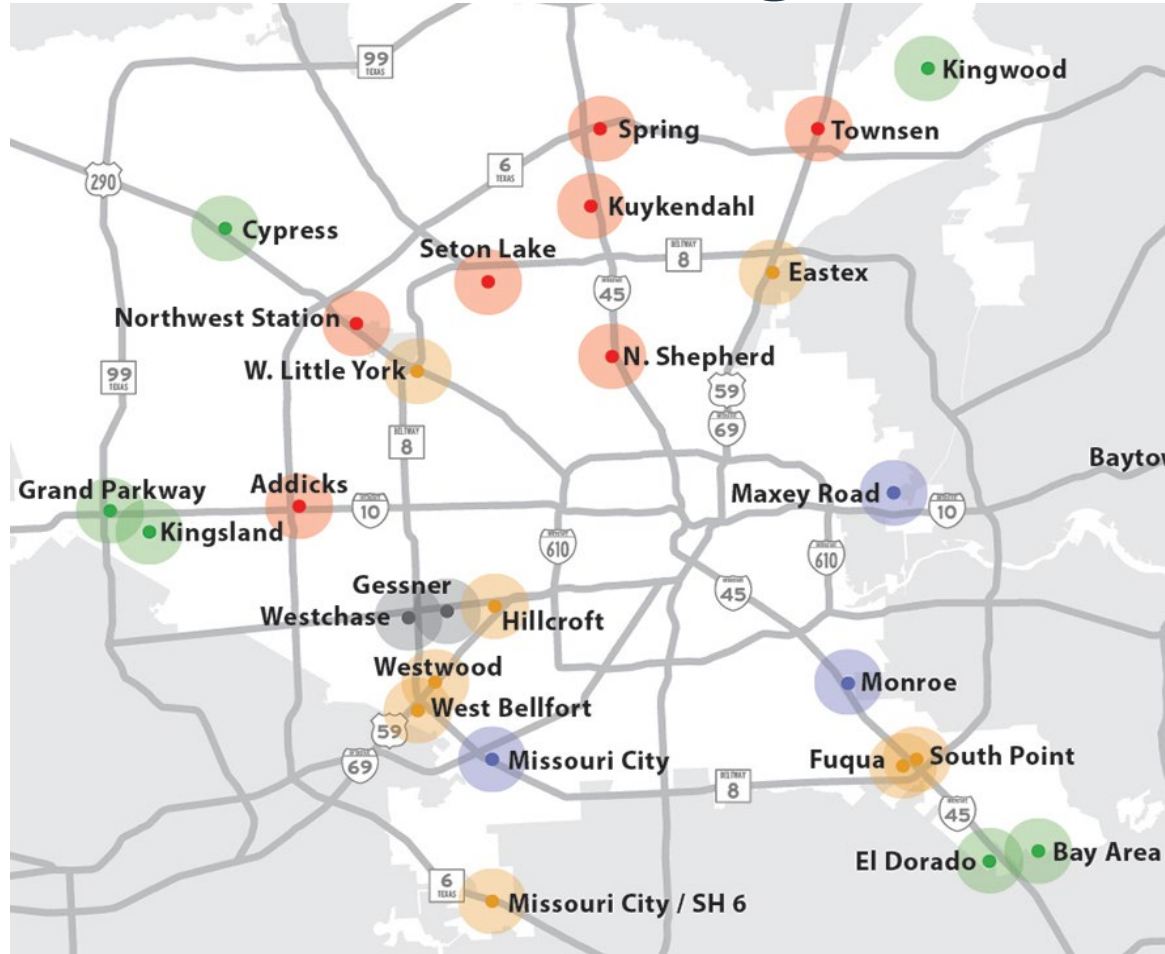 99
TEXAS
Kingwood
Spring
Townsen
6
TEXAS
290
Kuykendahl
Cypress
Seton Lake
BELTWAY
8
Eastex
45
Northwest Station
N. Shepherd
W. Little York
99
TEXAS
59
69
BELTWAY
8
Baytow
Grand Parkway
Addicks
Maxey Road
10
10
Kingsland
610
610
Gessner
45
Westchase
Hillcroft
Westwood
Monroe
West Bellfort
59
69
Missouri City
Fuqua
South Point
BELTWAY
8
45
El Dorado
Bay Area
6
TEXAS
Missouri City / SH 6